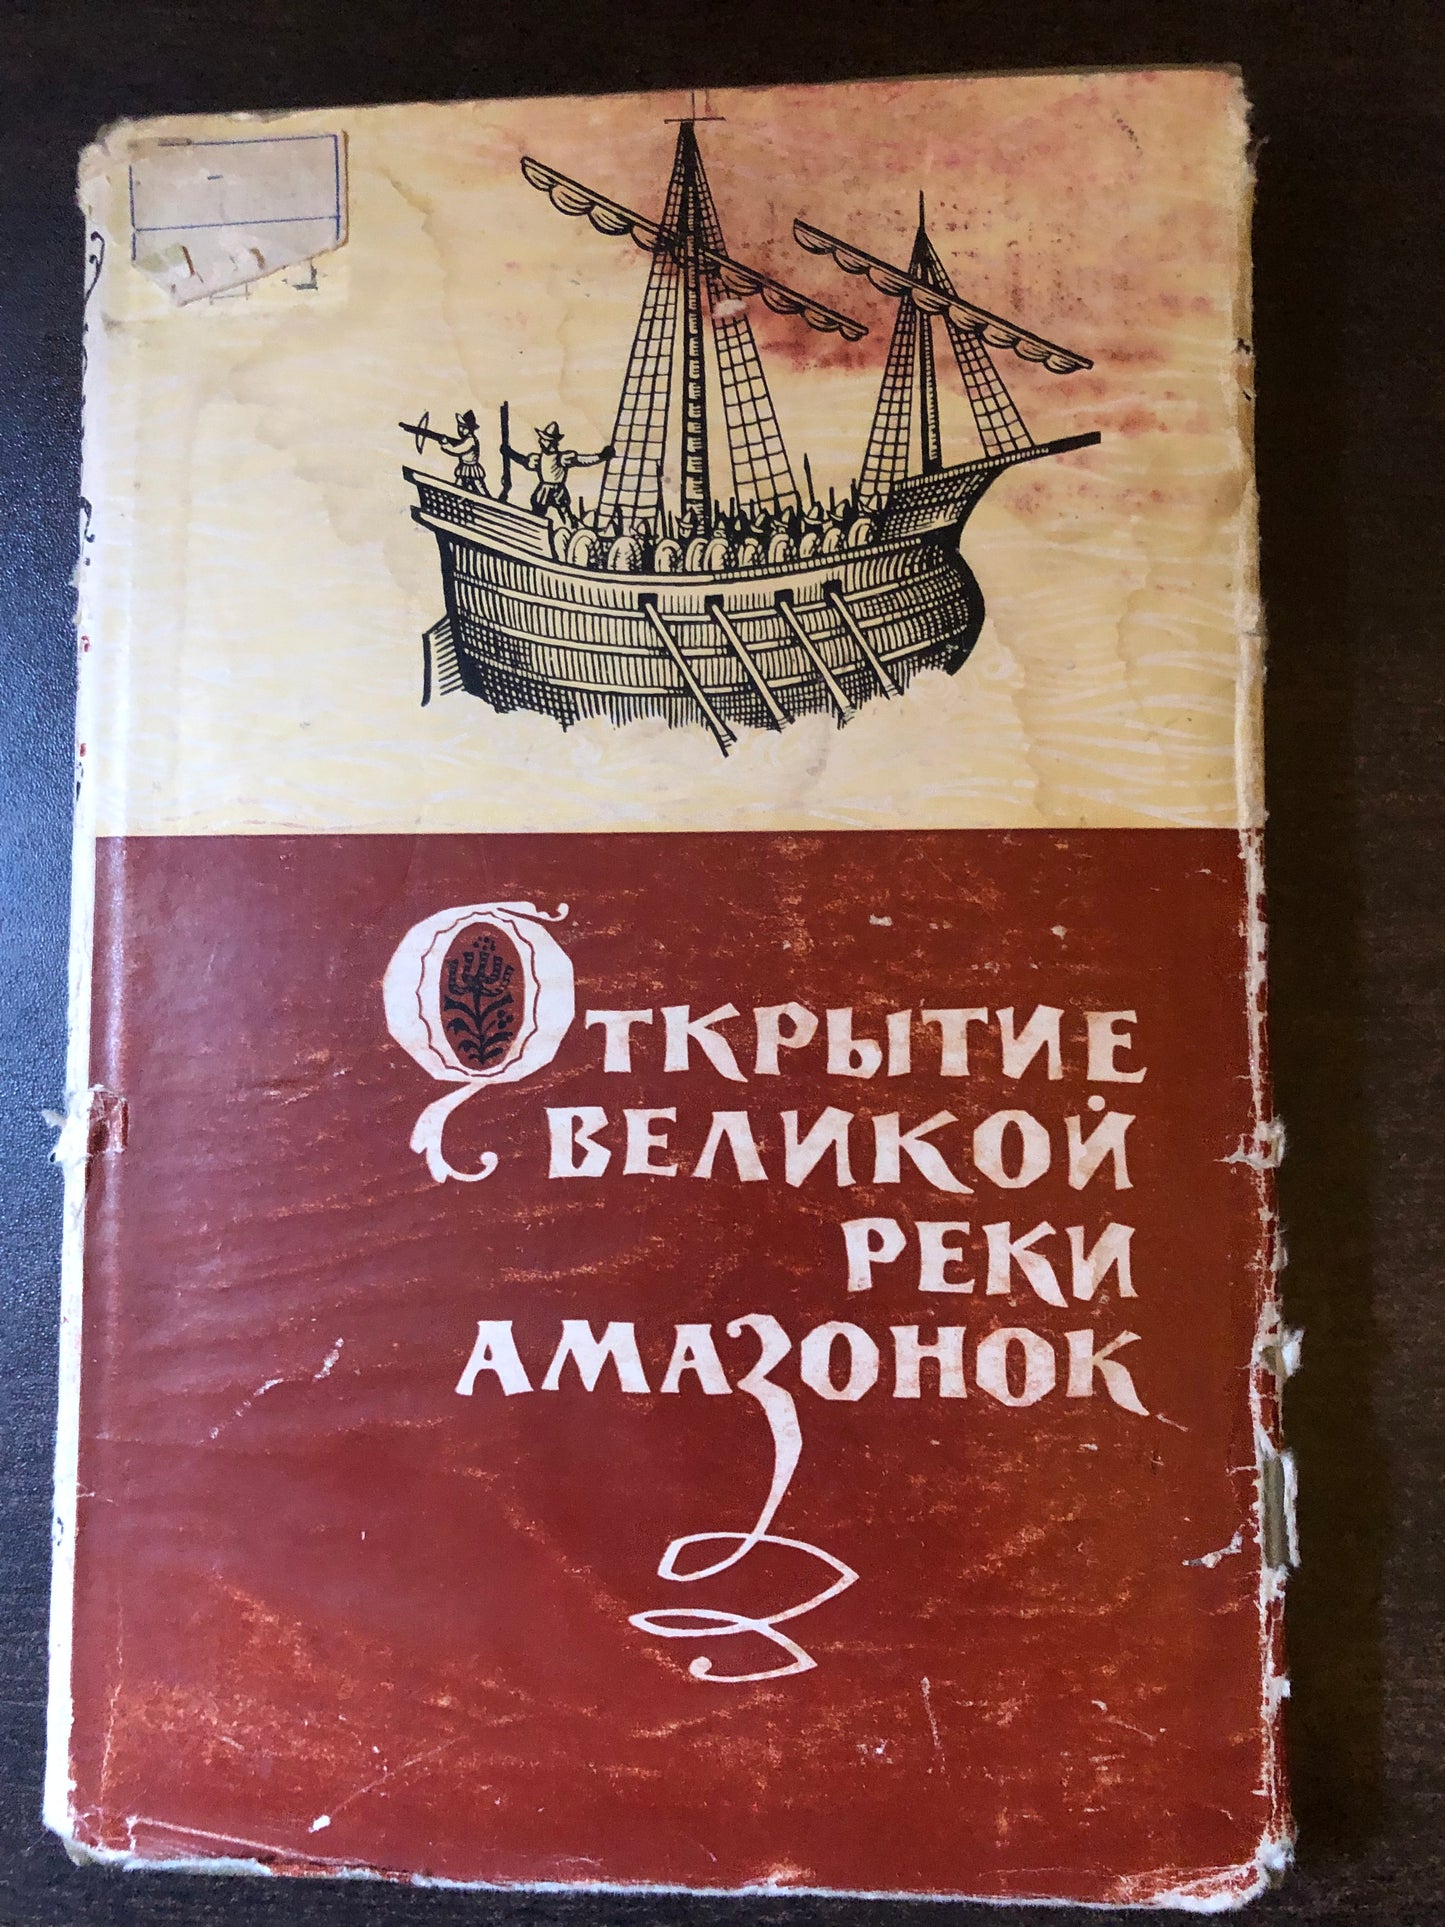 Открытие
великой
реки
амазонок